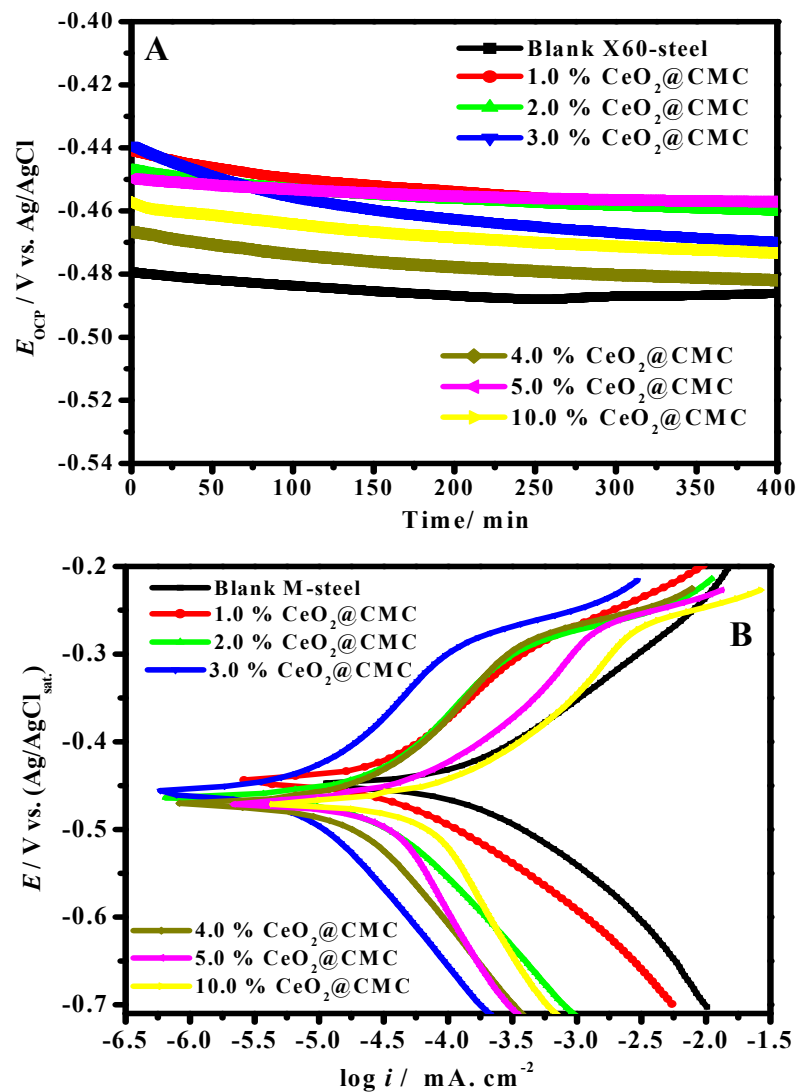 A
Blank X60-steel
1.0 % CeO₂@CMC
2.0 % CeO₂@CMC
3.0 % CeO₂@CMC
4.0 % CeO₂@CMC
5.0 % CeO₂@CMC
10.0 % CeO₂@CMC
-0.40
-0.42
-0.44
-0.46
-0.48
-0.50
-0.52
-0.54
E_OCP / V vs. Ag/AgCl
0 50 100 150 200 250 300 350 400
Time/ min
B
Blank M-steel
1.0 % CeO₂@CMC
2.0 % CeO₂@CMC
3.0 % CeO₂@CMC
4.0 % CeO₂@CMC
5.0 % CeO₂@CMC
10.0 % CeO₂@CMC
-0.2
-0.3
-0.4
-0.5
-0.6
-0.7
E / V vs. (Ag/AgCl_sat.)
-6.5 -6.0 -5.5 -5.0 -4.5 -4.0 -3.5 -3.0 -2.5 -2.0 -1.5
log i / mA. cm⁻²